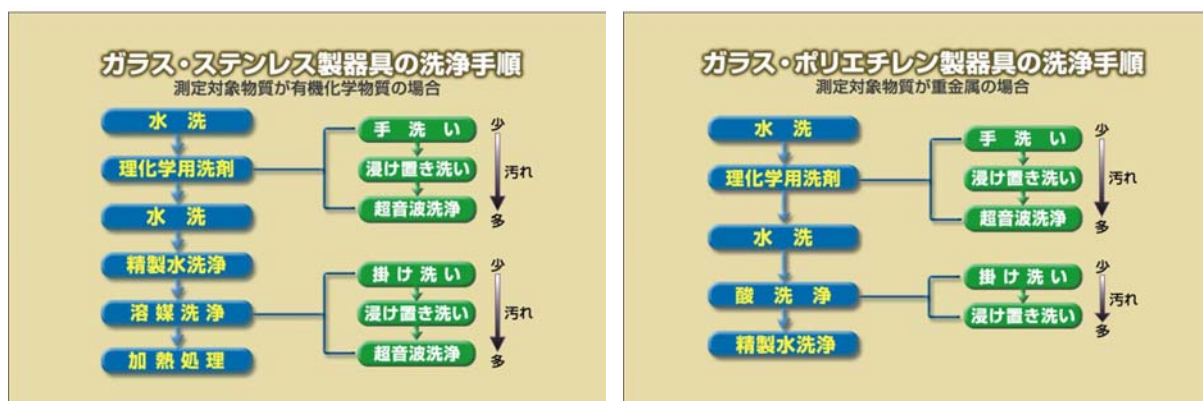 ガラス・ステンレス製器具の洗浄手順
測定対象物質が有機化学物質の場合
水 洗
理化学用洗剤
水 洗
精製水洗浄
溶媒洗浄
加熱処理
手 洗 い
浸け置き洗い
超音波洗浄
少
汚れ
多
掛け洗い
浸け置き洗い
超音波洗浄
少
汚れ
多
ガラス・ポリエチレン製器具の洗浄手順
測定対象物質が重金属の場合
水 洗
理化学用洗剤
水 洗
酸 洗 浄
精製水洗浄
手 洗 い
浸け置き洗い
超音波洗浄
少
汚れ
多
掛け洗い
浸け置き洗い
少
汚れ
多